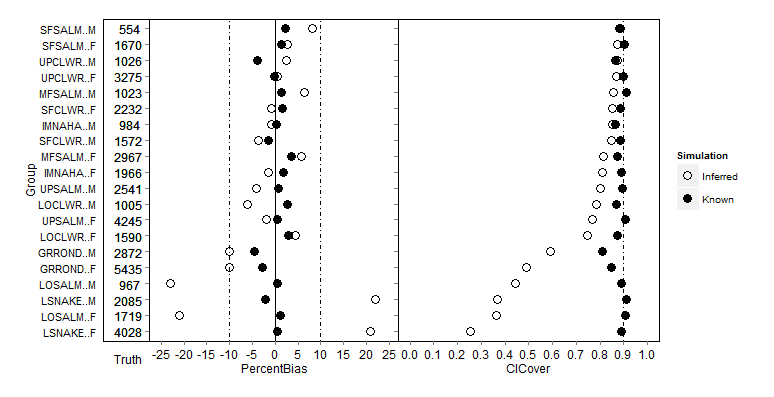 SFSALM..M 554
SFSALM..F 1670
UPCLWR..M 1026
UPCLWR..F 3275
MFSALM..M 1023
SFCLWR..F 2232
IMNAHA..M 984
SFCLWR..M 1572
MFSALM..F 2967
IMNAHA..F 1966
UPSALM..M 2541
LOCLWR..M 1005
UPSALM..F 4245
LOCLWR..F 1590
GRROND..M 2872
GRROND..F 5435
LOSALM..M 967
LSNAKE..M 2085
LOSALM..F 1719
LSNAKE..F 4028
Group
Truth
-25 -20 -15 -10 -5 0 5 10 15 20 25
PercentBias
0.0 0.1 0.2 0.3 0.4 0.5 0.6 0.7 0.8 0.9 1.0
CICover
Simulation
Inferred
Known